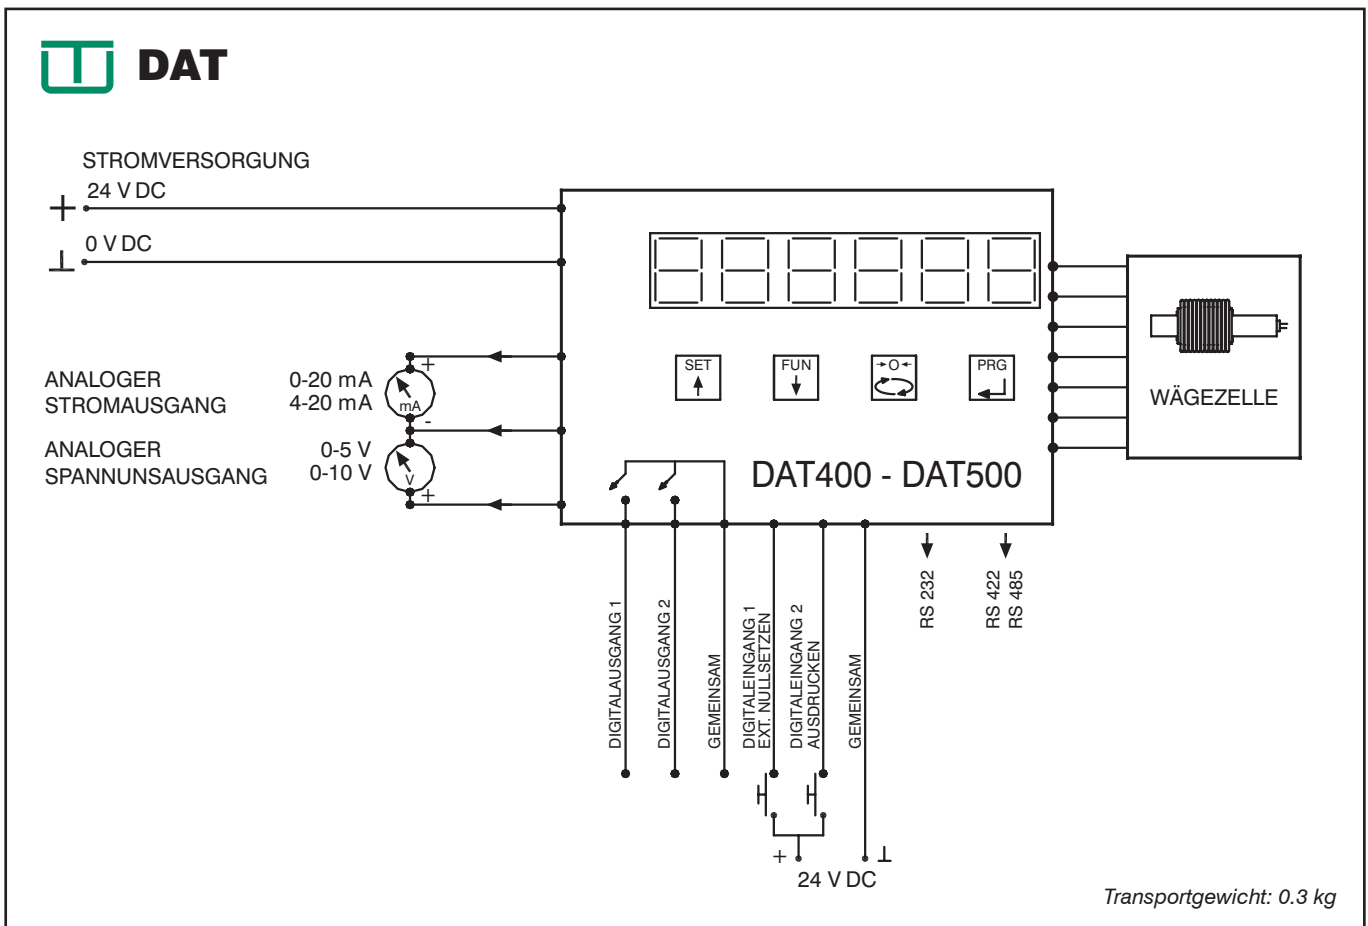 DAT
STROMVERSORGUNG
24 V DC
+
0 V DC
ANALOGER
STROMAUSGANG
0-20 mA
4-20 mA
+
mA
-
ANALOGER
SPANNUNSAUSGANG
0-5 V
0-10 V
V
+
SET
FUN
→O←
PRG
DAT400 - DAT500
WÄGEZELLE
DIGITALAUSGANG 1
DIGITALAUSGANG 2
GEMEINSAM
DIGITALEINGANG 1
EXT. NULLSETZEN
DIGITALEINGANG 2
AUSDRUCKEN
GEMEINSAM
RS 232
RS 422
RS 485
+
24 V DC
Transportgewicht: 0.3 kg